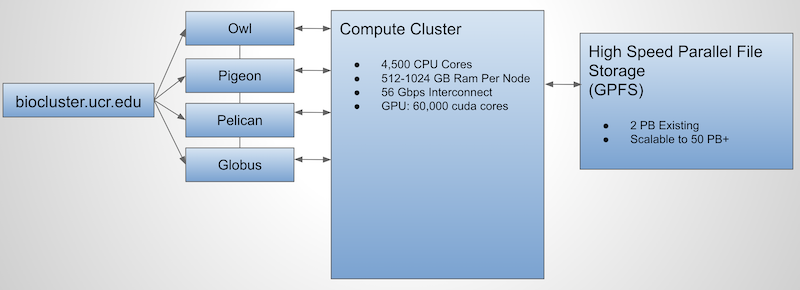 biocluster.ucr.edu
Owl
Pigeon
Pelican
Globus
Compute Cluster
● 4,500 CPU Cores
● 512-1024 GB Ram Per Node
● 56 Gbps Interconnect
● GPU: 60,000 cuda cores
High Speed Parallel File
Storage
(GPFS)
● 2 PB Existing
● Scalable to 50 PB+